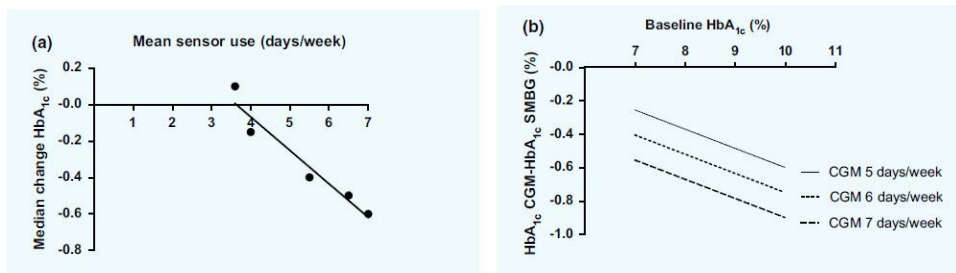 (a)
Mean sensor use (days/week)
Median change HbA1c (%)
0.2
-0.0
-0.2
-0.4
-0.6
-0.8
1 2 3 4 5 6 7
(b)
Baseline HbA1c (%)
7 8 9 10 11
HbA1c CGM-HbA1c SMBG (%)
-0.0
-0.2
-0.4
-0.6
-0.8
-1.0
CGM 5 days/week
CGM 6 days/week
CGM 7 days/week